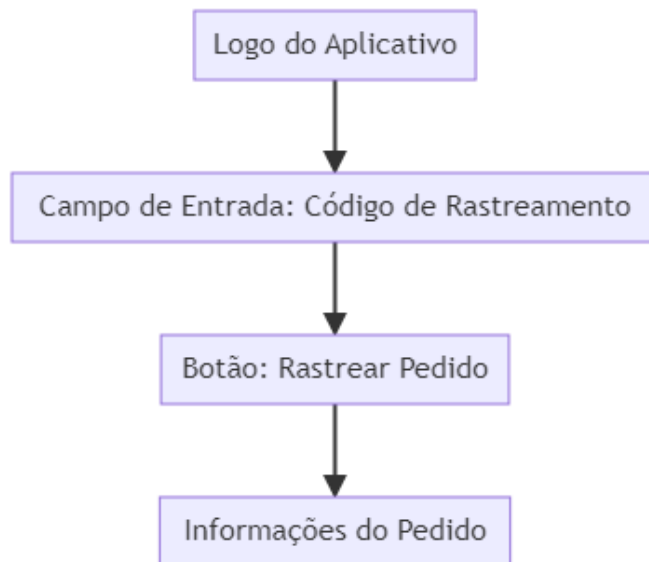 Logo do Aplicativo
Campo de Entrada: Código de Rastreamento
Botão: Rastrear Pedido
Informações do Pedido